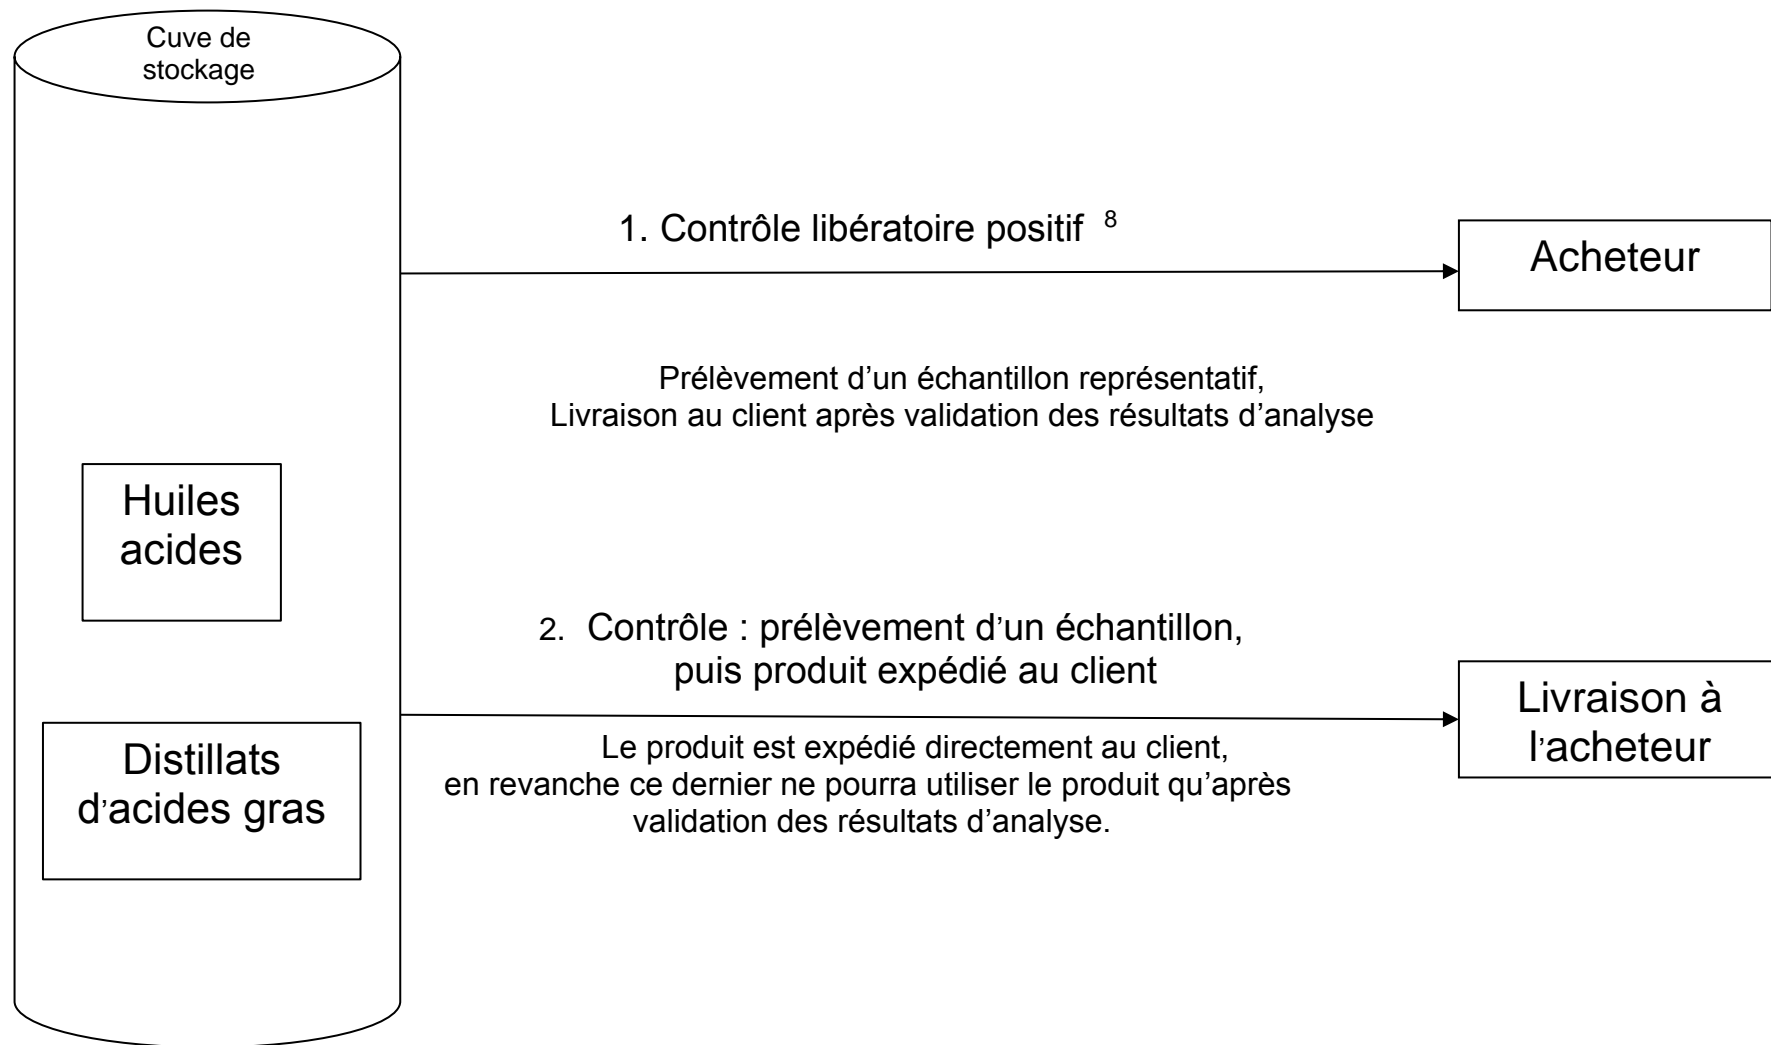 Cuve de
stockage
1. Contrôle libératoire positif 8
Acheteur
Prélèvement d’un échantillon représentatif,
Livraison au client après validation des résultats d’analyse
Huiles
acides
2. Contrôle : prélèvement d’un échantillon,
puis produit expédié au client
Livraison à
l’acheteur
Distillats
d’acides gras
Le produit est expédié directement au client,
en revanche ce dernier ne pourra utiliser le produit qu’après
validation des résultats d’analyse.